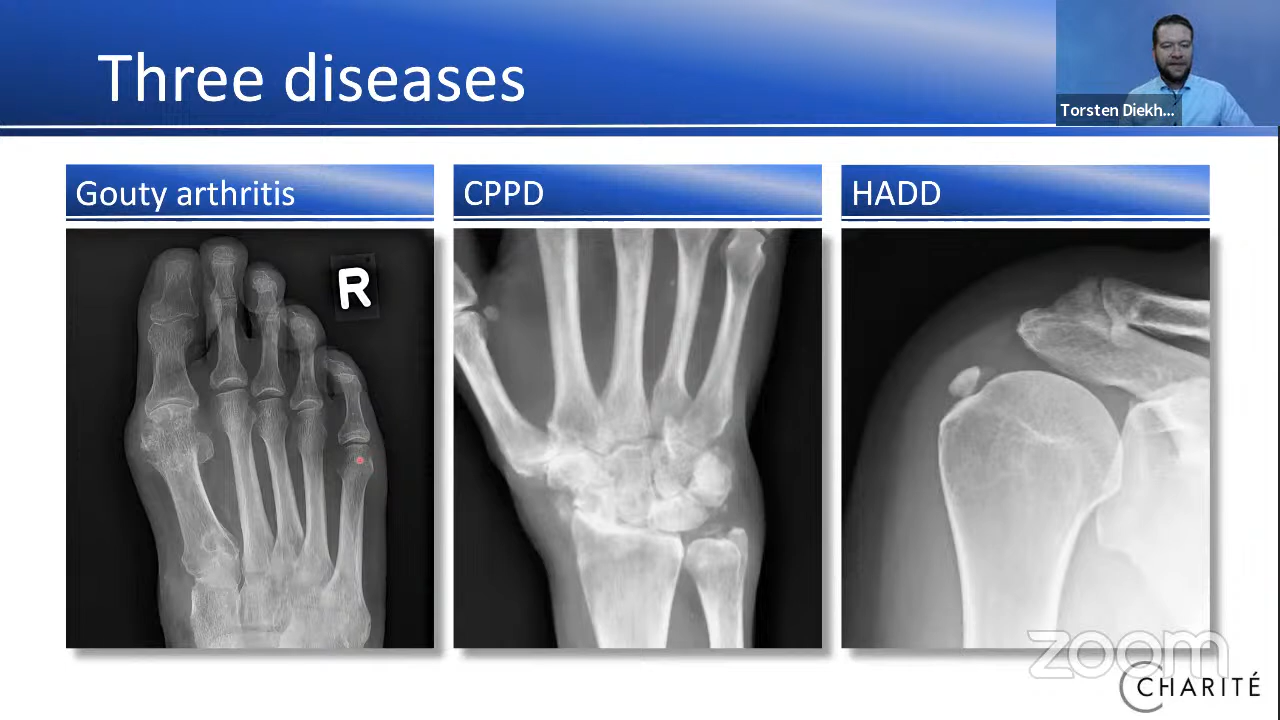 Three diseases
Torsten Diekh...
Gouty arthritis
CPPD
HADD
R
zoom
CHARITÉ